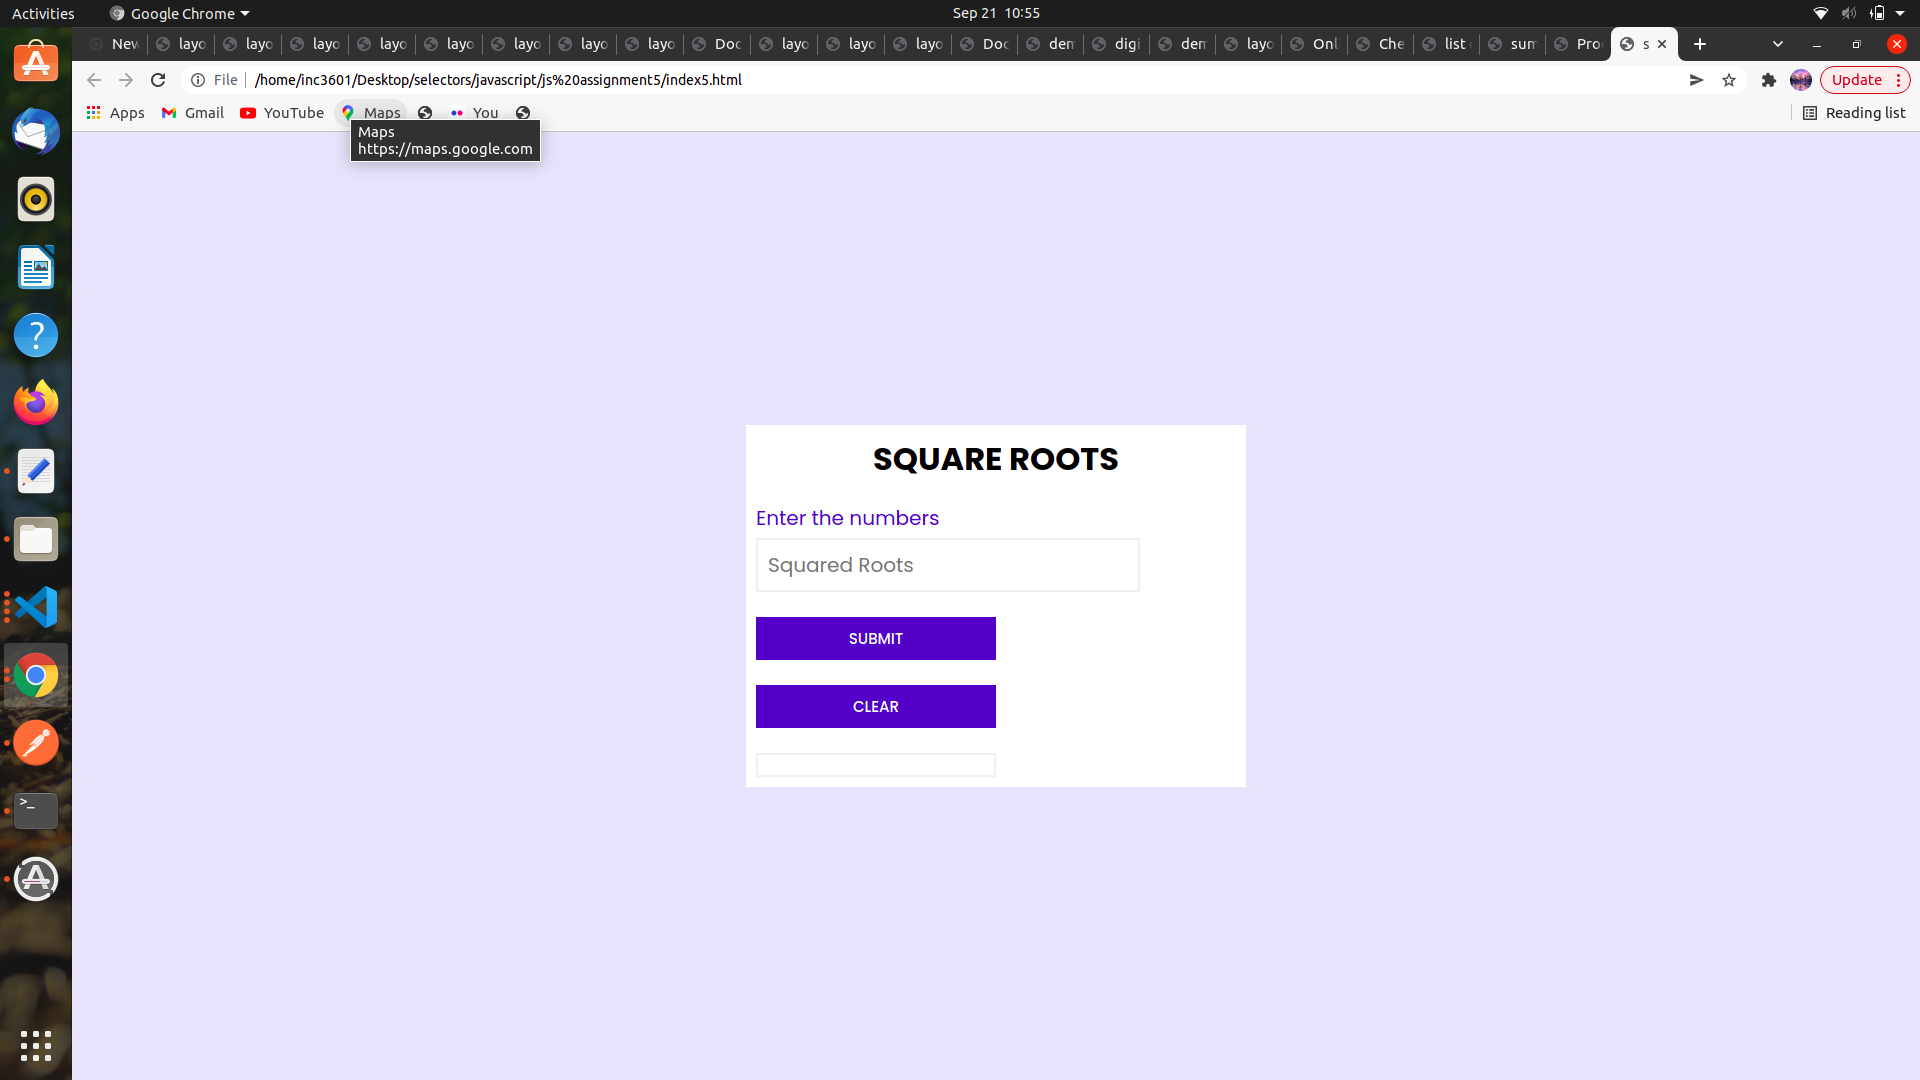 Activities
Google Chrome
Sep 21 10:55
New
layo
layo
layo
layo
layo
layo
layo
layo
Doc
layo
layo
layo
Doc
dem
digi
dem
layo
Onl
Che
list
sum
Pro
s
File
/home/inc3601/Desktop/selectors/javascript/js%20assignment5/index5.html
Update
Apps
Gmail
YouTube
Maps
You
Reading list
Maps
https://maps.google.com
SQUARE ROOTS
Enter the numbers
Squared Roots
SUBMIT
CLEAR